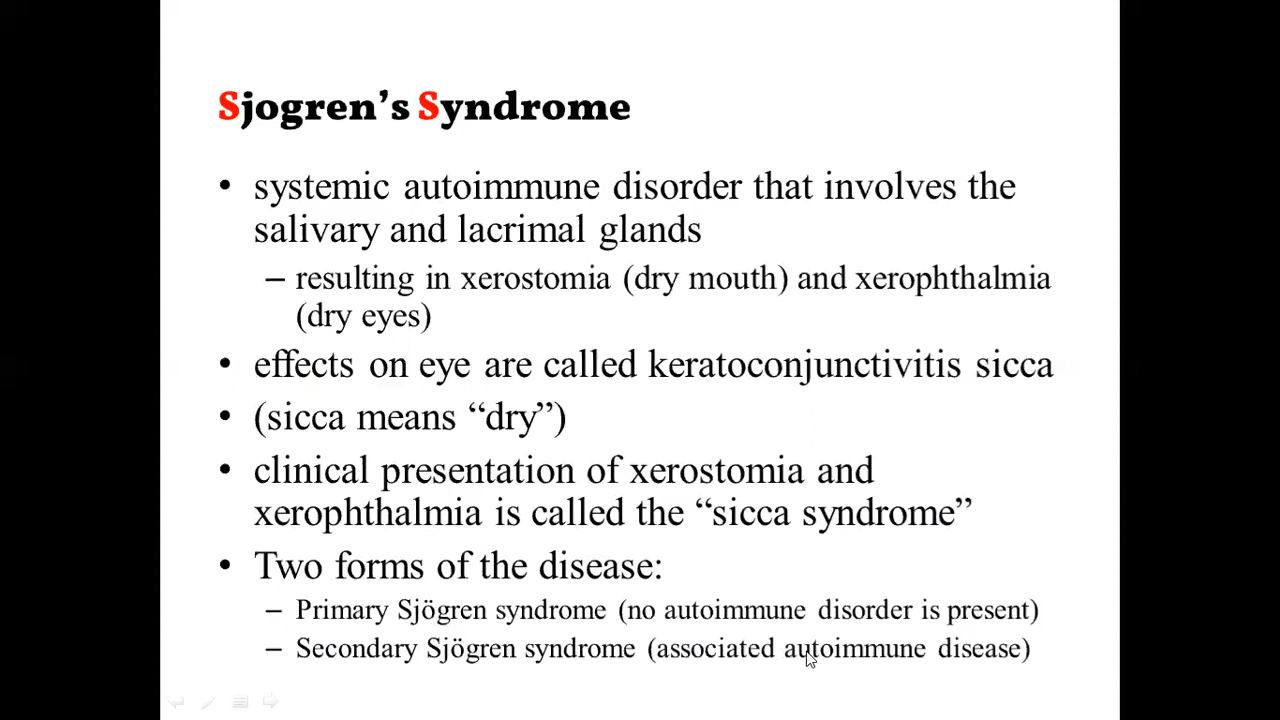 Sjogren’s Syndrome
• systemic autoimmune disorder that involves the
salivary and lacrimal glands
– resulting in xerostomia (dry mouth) and xerophthalmia
(dry eyes)
• effects on eye are called keratoconjunctivitis sicca
• (sicca means “dry”)
• clinical presentation of xerostomia and
xerophthalmia is called the “sicca syndrome”
• Two forms of the disease:
– Primary Sjögren syndrome (no autoimmune disorder is present)
– Secondary Sjögren syndrome (associated autoimmune disease)